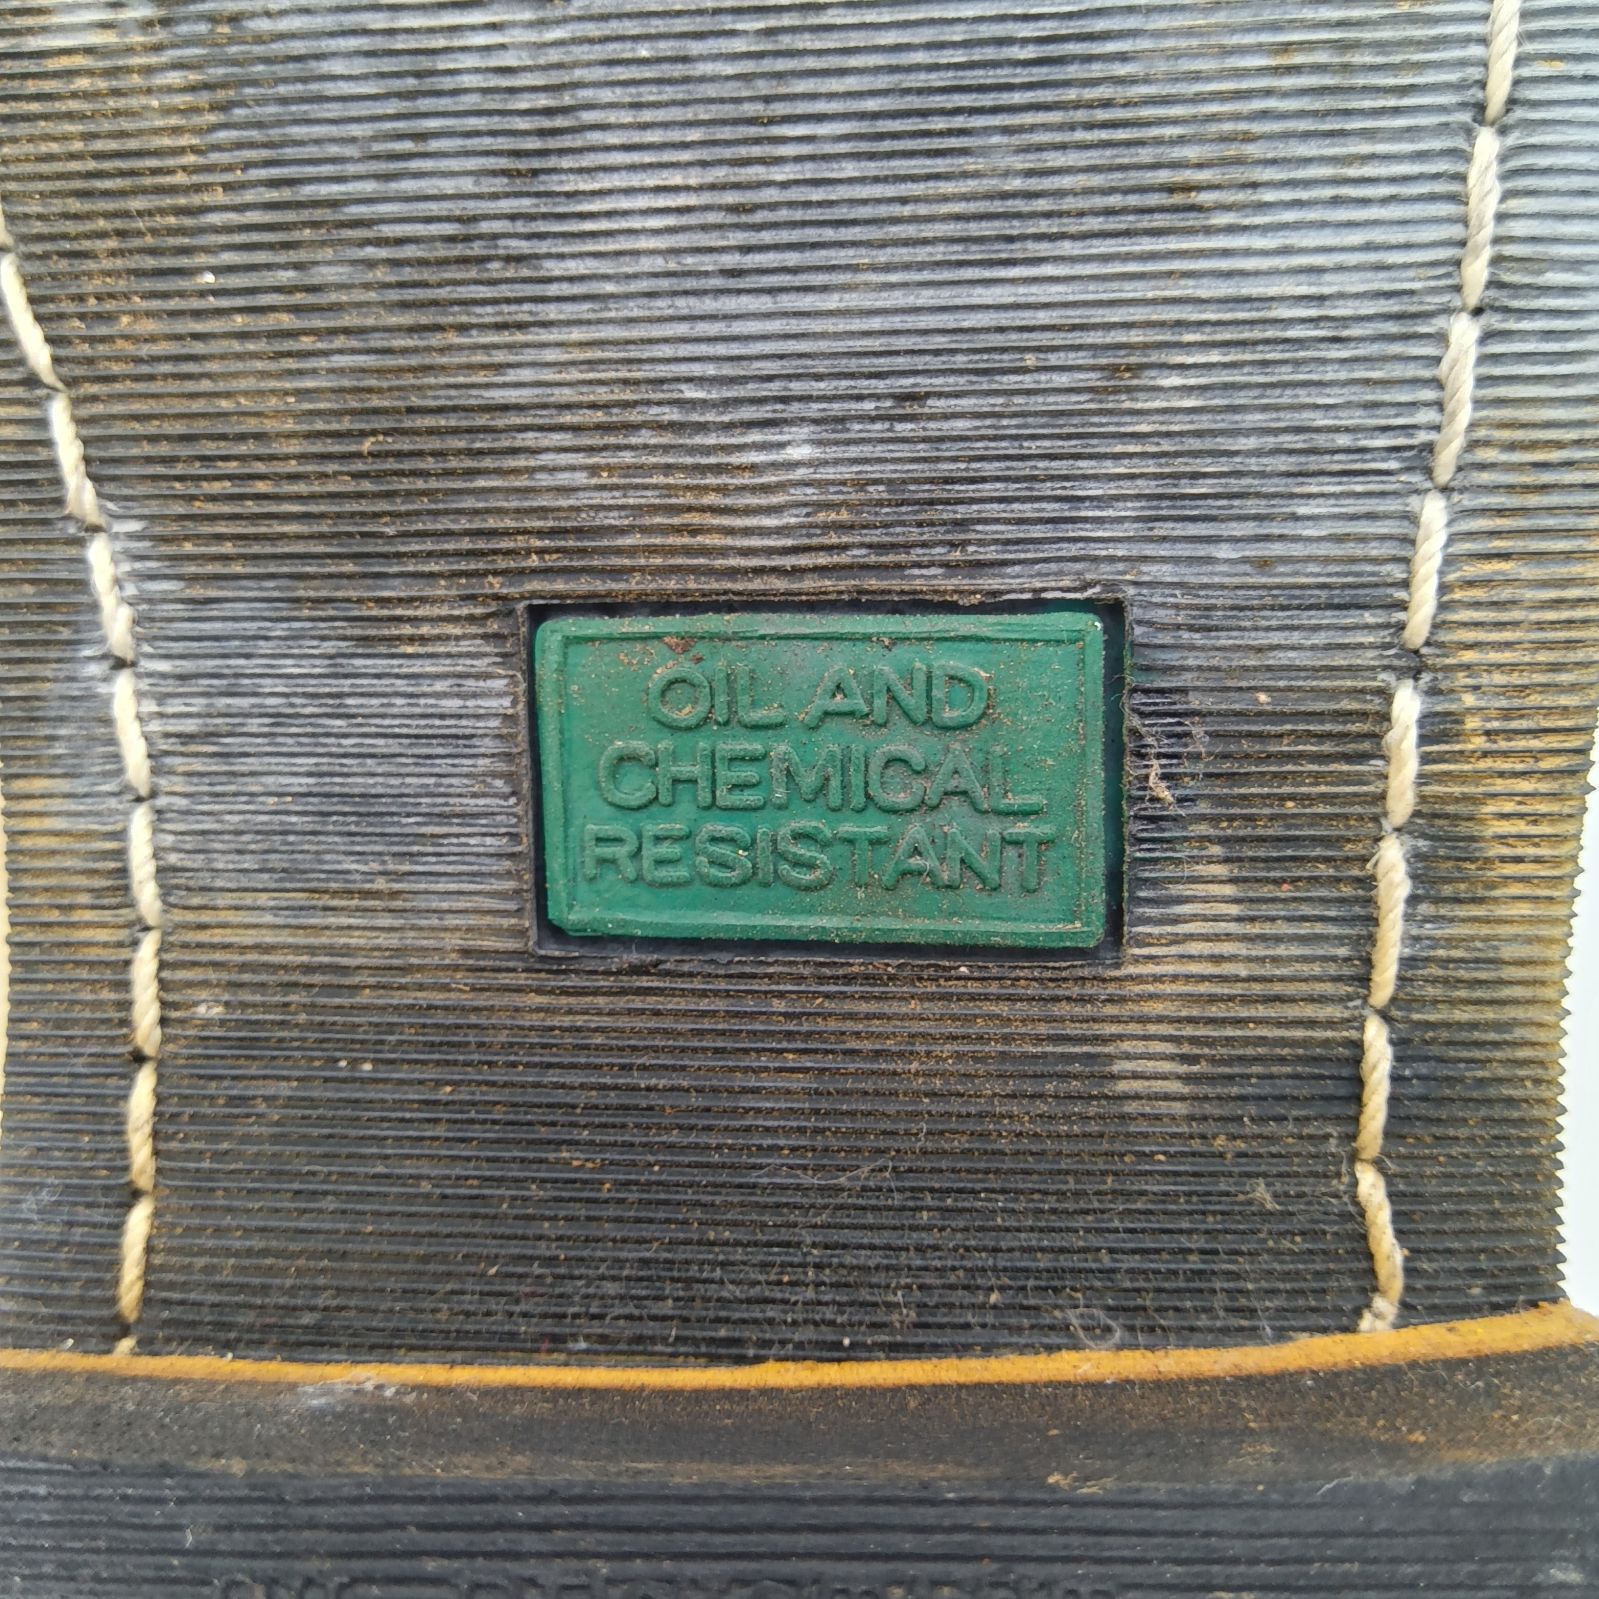 OIL AND
CHEMICAL
RESISTANT